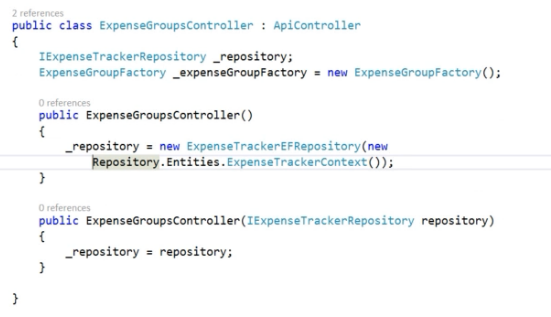 2 references
public class ExpenseGroupsController : ApiController
{
IExpenseTrackerRepository _repository;
ExpenseGroupFactory _expenseGroupFactory = new ExpenseGroupFactory();
0 references
public ExpenseGroupsController()
{
_repository = new ExpenseTrackerEFRepository(new
Repository.Entities.ExpenseTrackerContext());
}
0 references
public ExpenseGroupsController(IExpenseTrackerRepository repository)
{
_repository = repository;
}
}